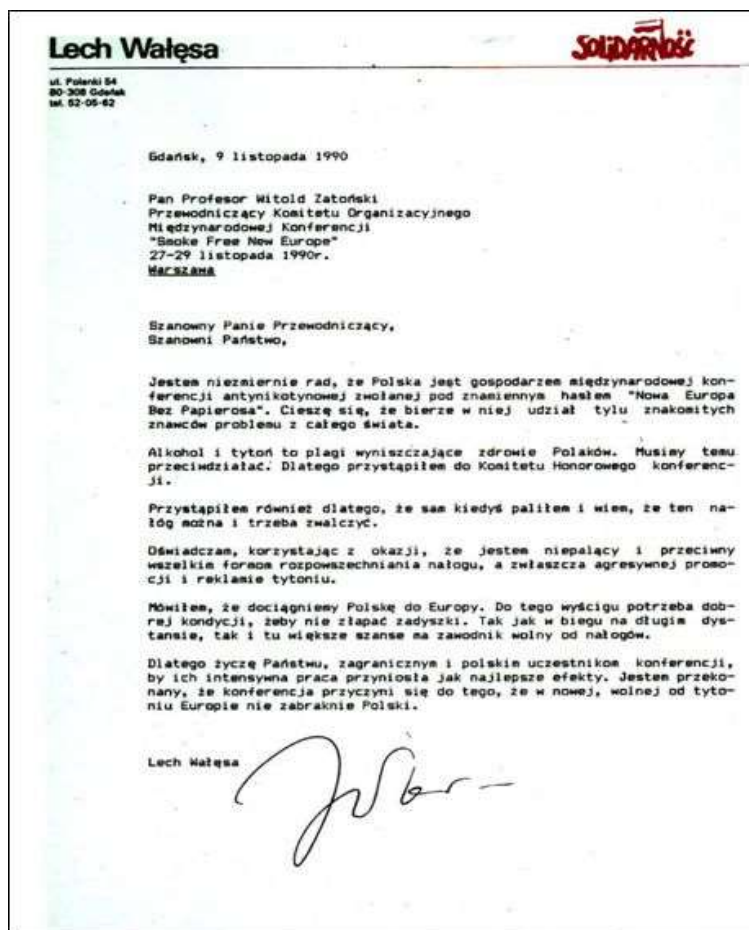 Lech Wałęsa
SOLIDARNOŚĆ
ul. Polanki 54
80-308 Gdańsk
tel. 52-05-62
Gdańsk, 9 listopada 1990
Pan Profesor Witold Zatoński
Przewodniczący Komitetu Organizacyjnego
Międzynarodowej Konferencji
"Smoke Free New Europe"
27-29 listopada 1990r.
Warszawa
Szanowny Panie Przewodniczący,
Szanowni Państwo,
Jestem niezmiernie rad, że Polska jest gospodarzem międzynarodowej kon-
ferencji antynikotynowej zwołanej pod znamiennym hasłem "Nowa Europa
Bez Papierosa". Cieszę się, że bierze w niej udział tylu znakomitych
znawców problemu z całego świata.
Alkohol i tytoń to plagi wyniszczające zdrowie Polaków. Musimy temu
przeciwdziałać. Dlatego przystąpiłem do Komitetu Honorowego konferenc-
ji.
Przystąpiłem również dlatego, że sam kiedyś paliłem i wiem, że ten na-
łóg można i trzeba zwalczyć.
Oświadczam, korzystając z okazji, że jestem niepalący i przeciwny
wszelkim formom rozpowszechniania nałogu, a zwłaszcza agresywnej promo-
cji i reklamie tytoniu.
Mówiłem, że dociągniemy Polskę do Europy. Do tego wyścigu potrzeba dob-
rej kondycji, żeby nie złapać zadyszki. Tak jak w biegu na długim dys-
tansie, tak i tu większe szanse ma zawodnik wolny od nałogów.
Dlatego życzę Państwu, zagranicznym i polskim uczestnikom konferencji,
by ich intensywna praca przyniosła jak najlepsze efekty. Jestem przeko-
nany, że konferencja przyczyni się do tego, że w nowej, wolnej od tyto-
niu Europie nie zabraknie Polski.
Lech Wałęsa